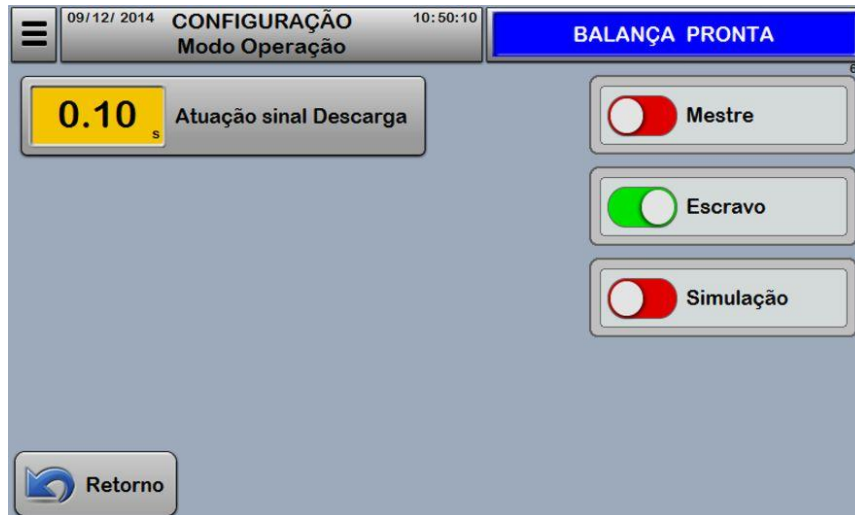 09/12/ 2014
CONFIGURAÇÃO
10:50:10
Modo Operação
BALANÇA PRONTA
6
0.10 s
Atuação sinal Descarga
Mestre
Escravo
Simulação
Retorno